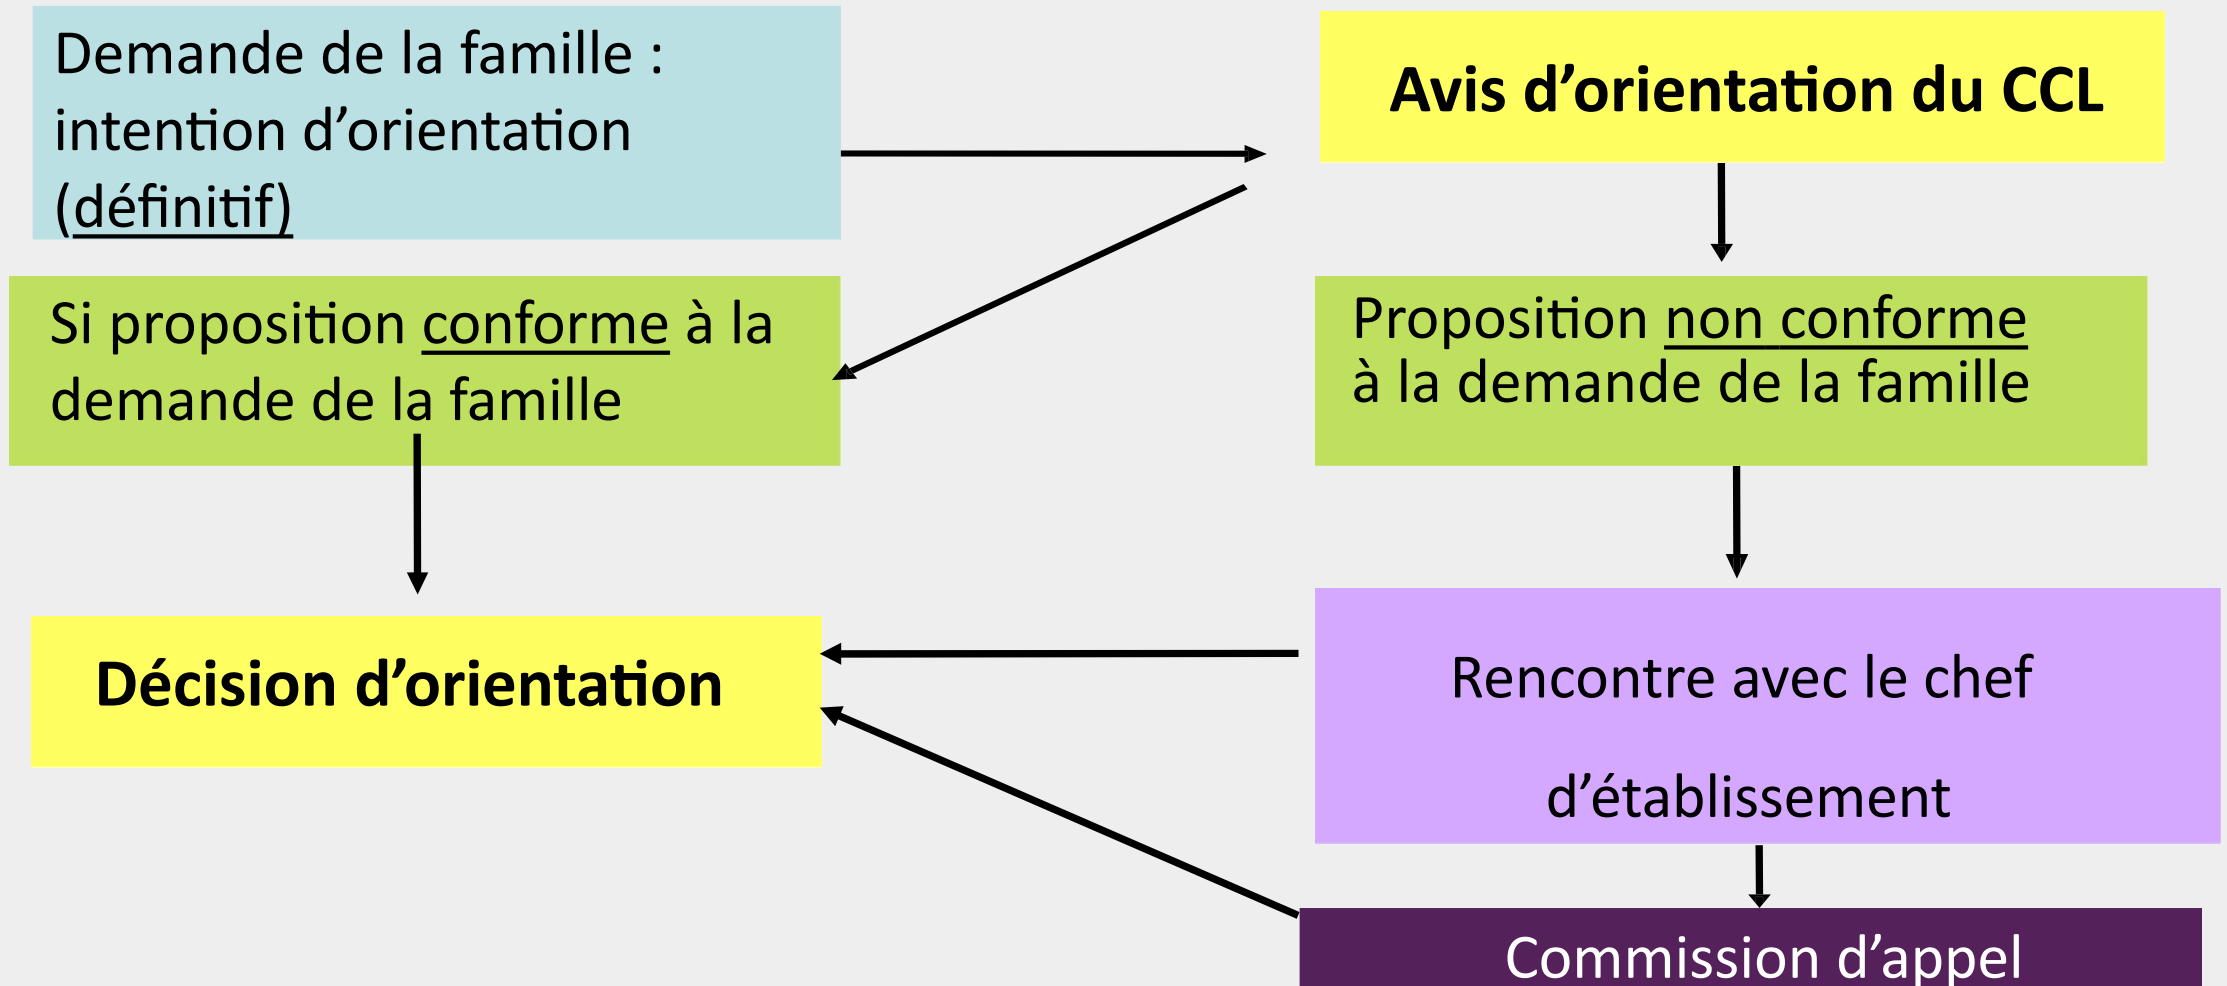 Demande de la famille :
intention d’orientation
(définitif)
Avis d’orientation du CCL
Si proposition conforme à la
demande de la famille
Proposition non conforme
à la demande de la famille
Décision d’orientation
Rencontre avec le chef
d’établissement
Commission d’appel